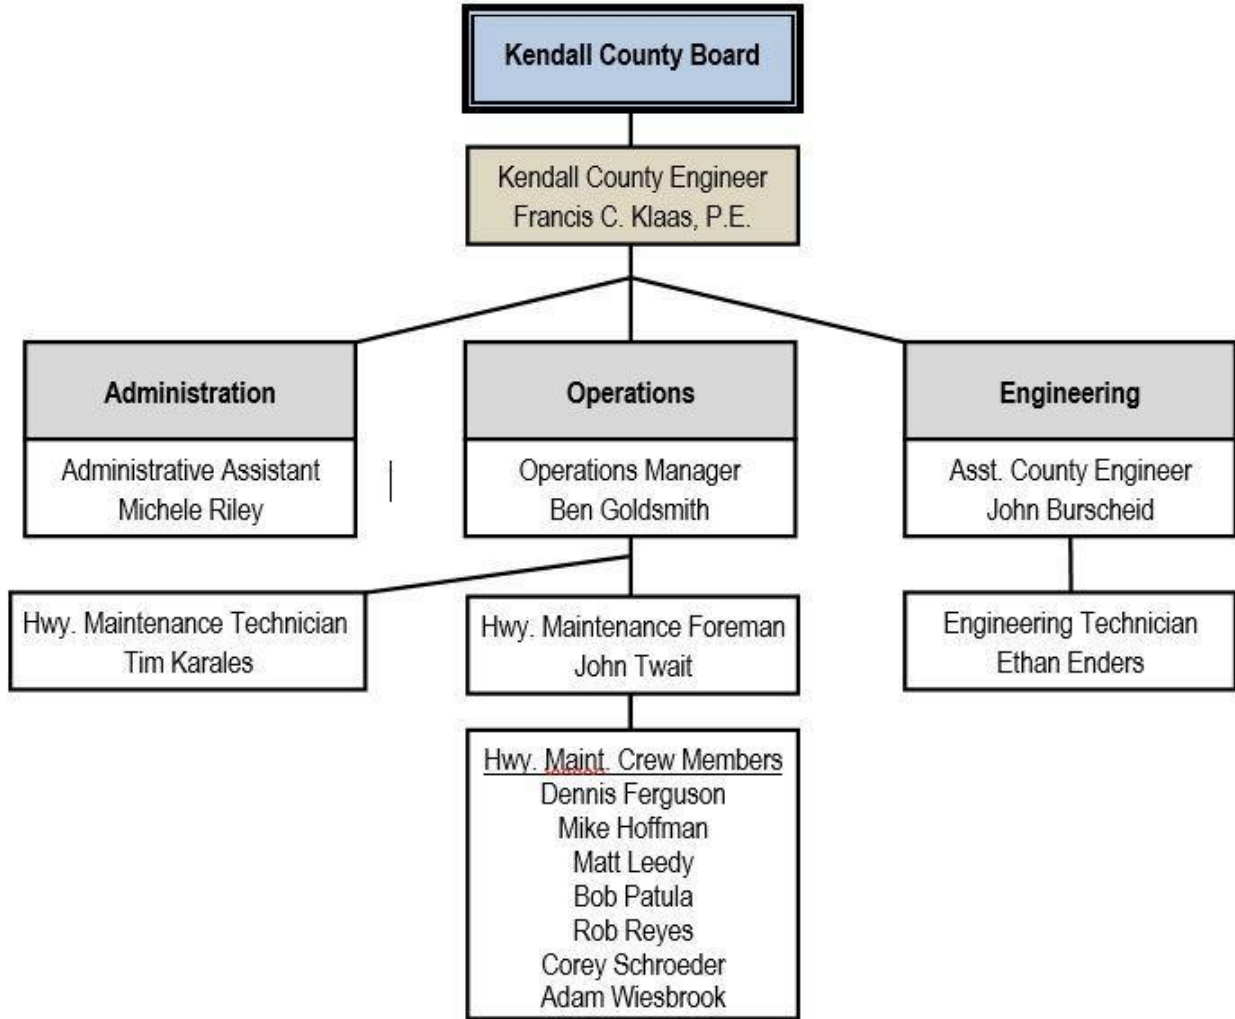 Kendall County Board
Kendall County Engineer
Francis C. Klaas, P.E.
Administration
Administrative Assistant
Michele Riley
Operations
Operations Manager
Ben Goldsmith
Engineering
Asst. County Engineer
John Burscheid
Hwy. Maintenance Technician
Tim Karales
Hwy. Maintenance Foreman
John Twait
Engineering Technician
Ethan Enders
Hwy. Maint. Crew Members
Dennis Ferguson
Mike Hoffman
Matt Leedy
Bob Patula
Rob Reyes
Corey Schroeder
Adam Wiesbrook